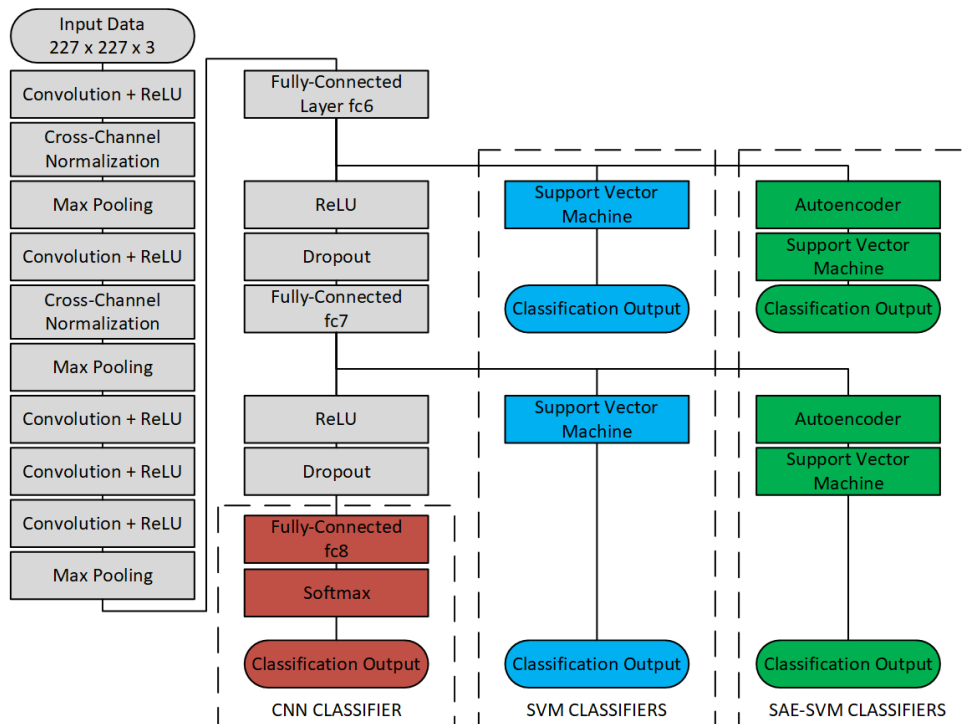 Input Data
227 x 227 x 3
Convolution + ReLU
Cross-Channel
Normalization
Max Pooling
Convolution + ReLU
Cross-Channel
Normalization
Max Pooling
Convolution + ReLU
Convolution + ReLU
Convolution + ReLU
Max Pooling
Fully-Connected
Layer fc6
ReLU
Dropout
Fully-Connected
fc7
ReLU
Dropout
Fully-Connected
fc8
Softmax
Classification Output
CNN CLASSIFIER
Support Vector
Machine
Classification Output
Support Vector
Machine
Classification Output
SVM CLASSIFIERS
Autoencoder
Support Vector
Machine
Classification Output
Autoencoder
Support Vector
Machine
Classification Output
SAE-SVM CLASSIFIERS